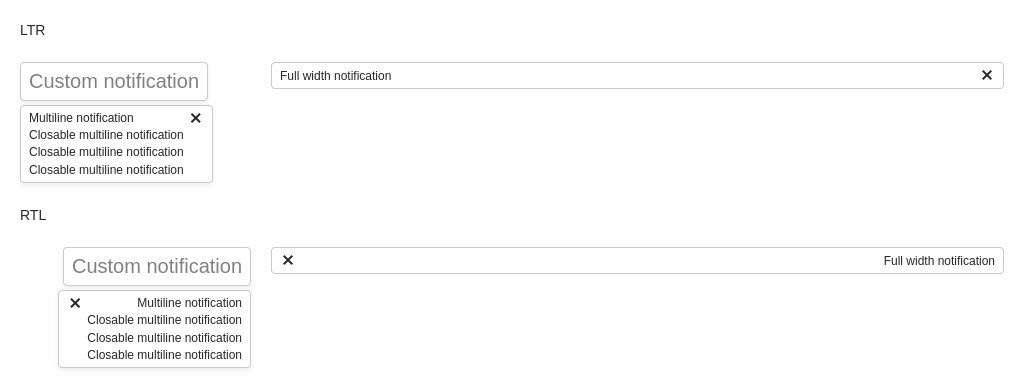 LTR
Custom notification
Full width notification
Multiline notification
Closable multiline notification
Closable multiline notification
Closable multiline notification
RTL
Custom notification
Full width notification
Multiline notification
Closable multiline notification
Closable multiline notification
Closable multiline notification